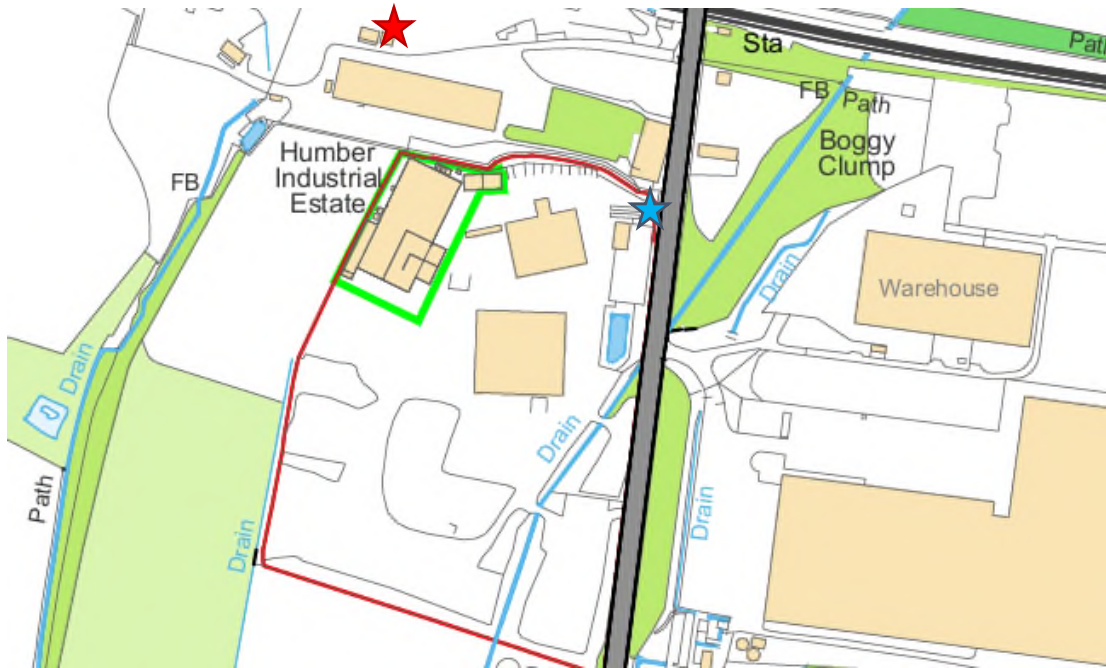 Sta
Path
FB
Path
Boggy
Clump
Humber
Industrial
Estate
FB
Drain
Warehouse
Drain
Drain
Path
Drain
Drain